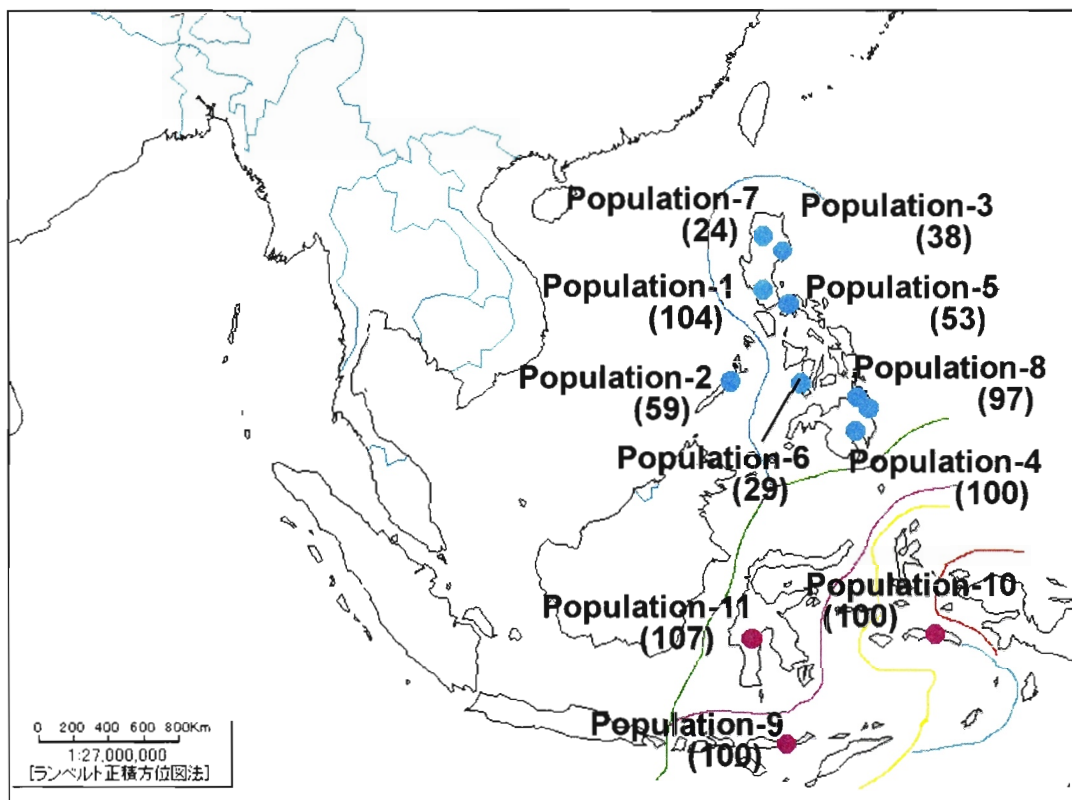 Population-7
(24)
Population-3
(38)
Population-1
(104)
Population-5
(53)
Population-2
(59)
Population-8
(97)
Population-6
(29)
Population-4
(100)
Population-11
(107)
Population-10
(100)
Population-9
(100)
0 200 400 600 800Km
1:27,000,000
[ランベルト正積方位図法]